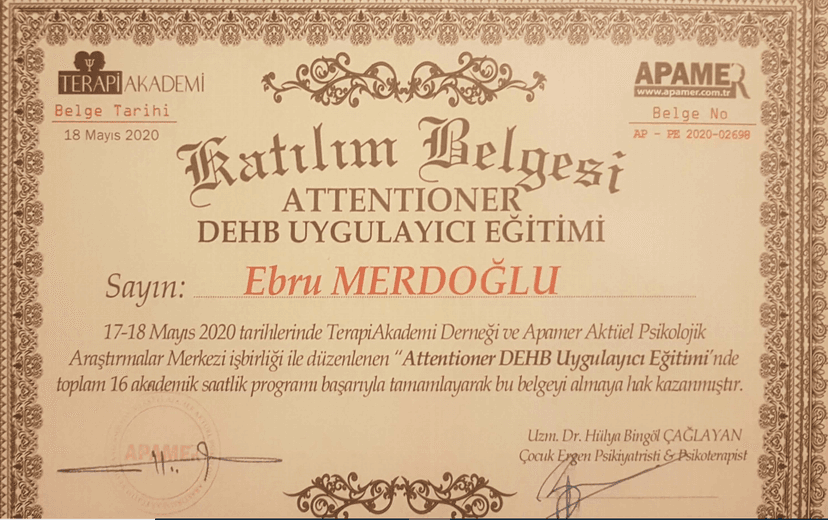 TERAPİ AKADEMİ
Belge Tarihi
18 Mayıs 2020
APAMER
www.apamer.com.tr
Belge No
AP - PE 2020-02698
Katılım Belgesi
ATTENTIONER
DEHB UYGULAYICI EĞİTİMİ
Sayın: Ebru MERDOĞLU
17-18 Mayıs 2020 tarihlerinde TerapiAkademi Derneği ve Apamer Aktüel Psikolojik
Araştırmalar Merkezi işbirliği ile düzenlenen “Attentioner DEHB Uygulayıcı Eğitimi’nde
toplam 16 akademik saatlik programı başarıyla tamamlayarak bu belgeyi almaya hak kazanmıştır.
APAMER
Uzm. Dr. Hülya Bingöl ÇAĞLAYAN
Çocuk Ergen Psikiyatristi & Psikoterapist